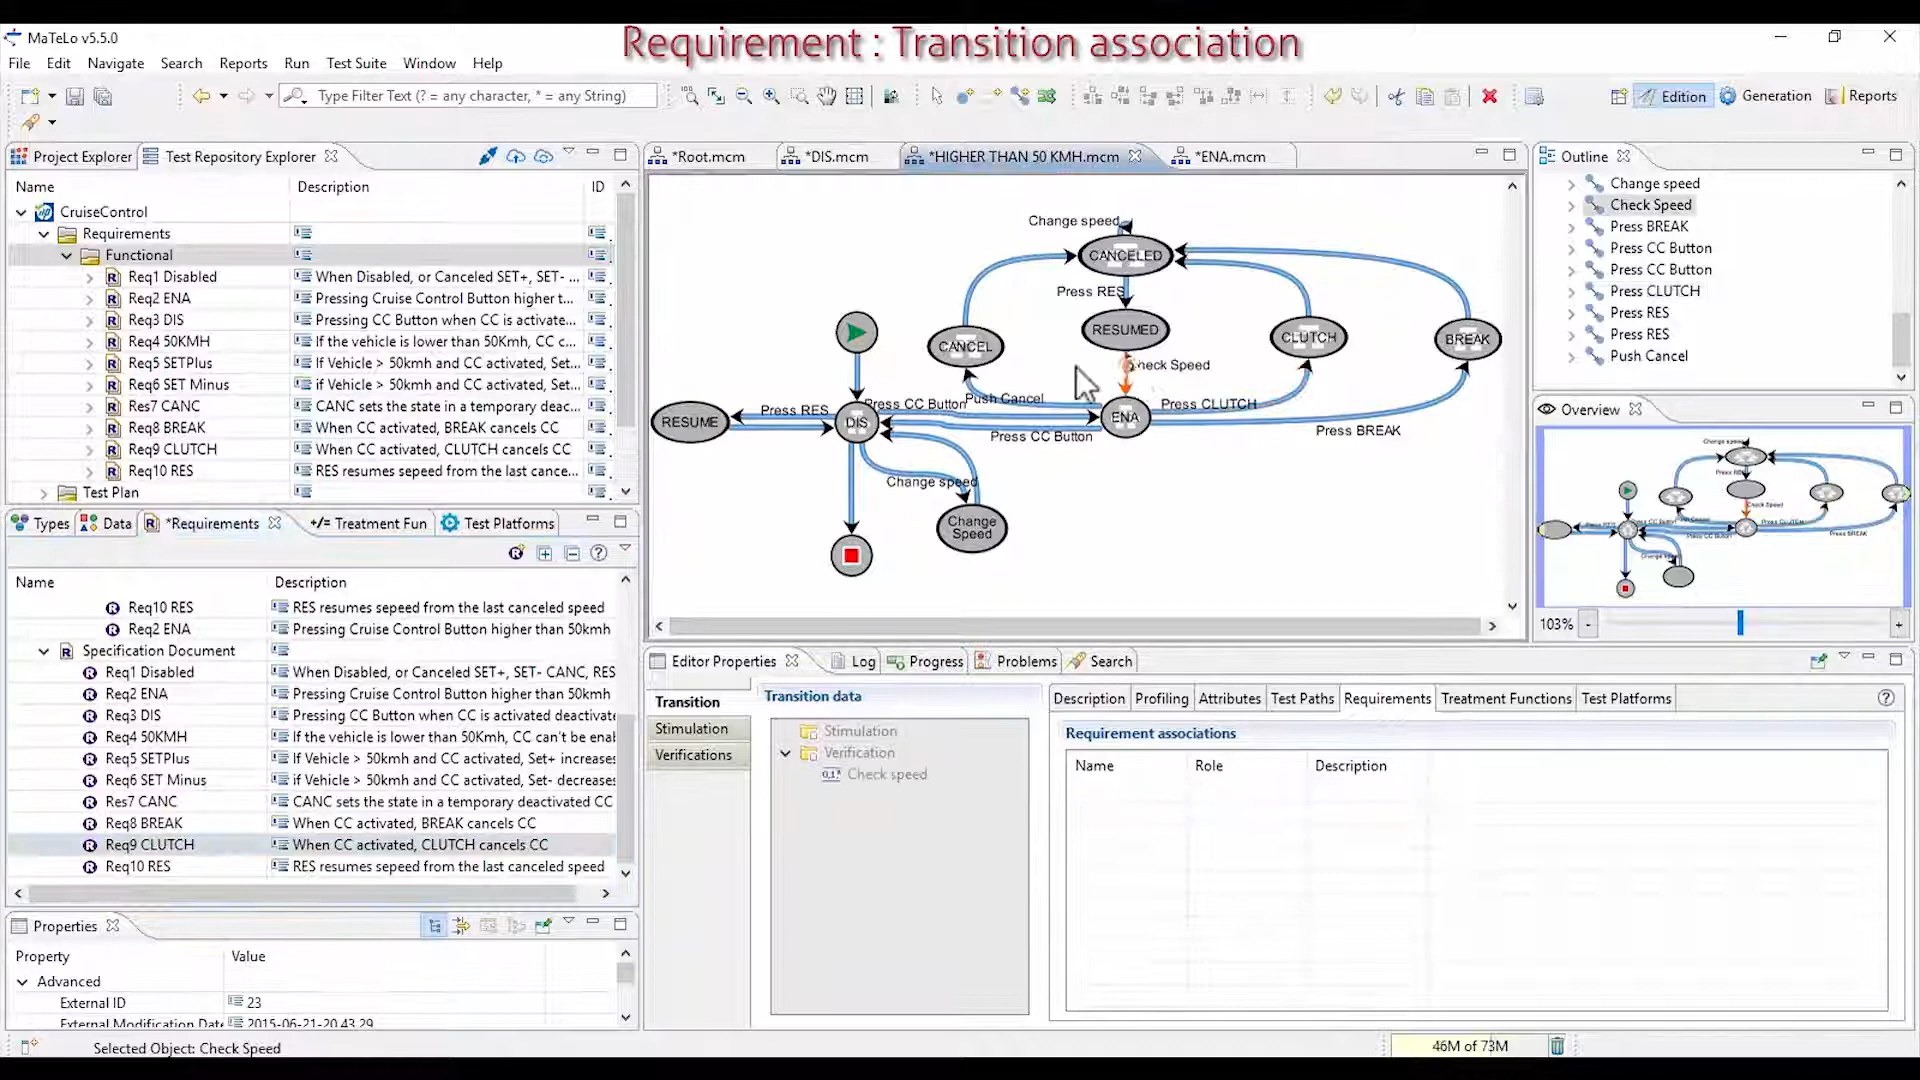 Requirement : Transition association
MaTeLo v5.5.0
File Edit Navigate Search Reports Run Test Suite Window Help
Type Filter Text (? = any character, * = any String)
Edition Generation Reports
Project Explorer Test Repository Explorer
Name Description ID
CruiseControl
Requirements
Functional
Req1 Disabled When Disabled, or Canceled SET+, SET- ...
Req2 ENA Pressing Cruise Control Button higher t...
Req3 DIS Pressing CC Button when CC is activate...
Req4 50KMH If the vehicle is lower than 50Kmh, CC c...
Req5 SETPlus if Vehicle > 50kmh and CC activated, Set...
Req6 SET Minus if Vehicle > 50kmh and CC activated, Set...
Res7 CANC CANC sets the state in a temporary deac...
Req8 BREAK When CC activated, BREAK cancels CC
Req9 CLUTCH When CC activated, CLUTCH cancels CC
Req10 RES RES resumes sepeed from the last cance...
Test Plan
Types Data *Requirements +/= Treatment Fun Test Platforms
Name Description
Req10 RES RES resumes sepeed from the last canceled speed
Req2 ENA Pressing Cruise Control Button higher than 50kmh
Specification Document
Req1 Disabled When Disabled, or Canceled SET+, SET- CANC, RES
Req2 ENA Pressing Cruise Control Button higher than 50kmh
Req3 DIS Pressing CC Button when CC is activated deactivate
Req4 50KMH If the vehicle is lower than 50Kmh, CC can't be enal
Req5 SETPlus if Vehicle > 50kmh and CC activated, Set+ increases
Req6 SET Minus if Vehicle > 50kmh and CC activated, Set- decreases
Res7 CANC CANC sets the state in a temporary deactivated CC
Req8 BREAK When CC activated, BREAK cancels CC
Req9 CLUTCH When CC activated, CLUTCH cancels CC
Req10 RES RES resumes sepeed from the last canceled speed
Properties
Property Value
Advanced
External ID 23
External Modification Date 2015-06-21-20.43.29
Selected Object: Check Speed
*Root.mcm *DIS.mcm *HIGHER THAN 50 KMH.mcm *ENA.mcm
Change speed
CANCELED
Press RES
RESUMED
CANCEL
CLUTCH
BREAK
Check Speed
Push Cancel
Press RES
Press CC Button
Press CLUTCH
RESUME
DIS
ENA
Press CC Button
Press BREAK
Change speed
Change
Speed
Outline
Change speed
Check Speed
Press BREAK
Press CC Button
Press CC Button
Press CLUTCH
Press RES
Press RES
Push Cancel
Overview
103% - +
Editor Properties Log Progress Problems Search
Transition
Stimulation
Verifications
Transition data
Stimulation
Verification
Check speed
Description Profiling Attributes Test Paths Requirements Treatment Functions Test Platforms
Requirement associations
Name Role Description
46M of 73M